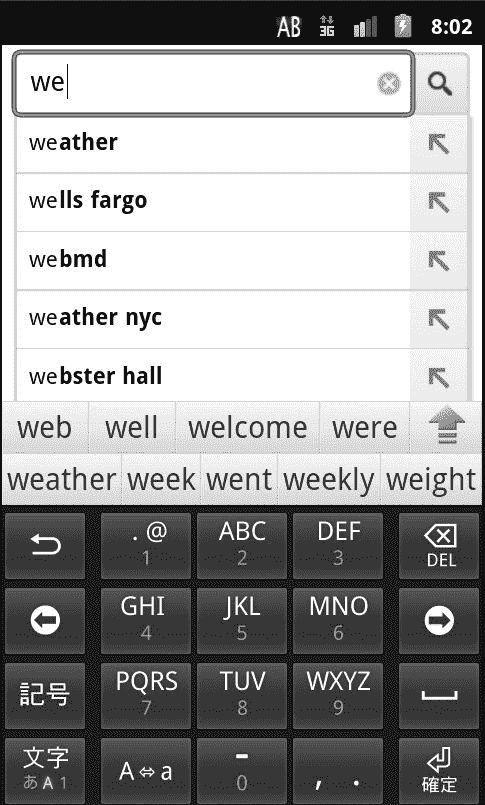 AB 3G 8:02
we
weather
wells fargo
webmd
weather nyc
webster hall
web well welcome were
weather week went weekly weight
. @ ABC DEF
1 2 3 DEL
GHI JKL MNO
4 5 6
記号 PQRS TUV WXYZ
7 8 9
文字 A⇔a - , .
あA1 0 確定